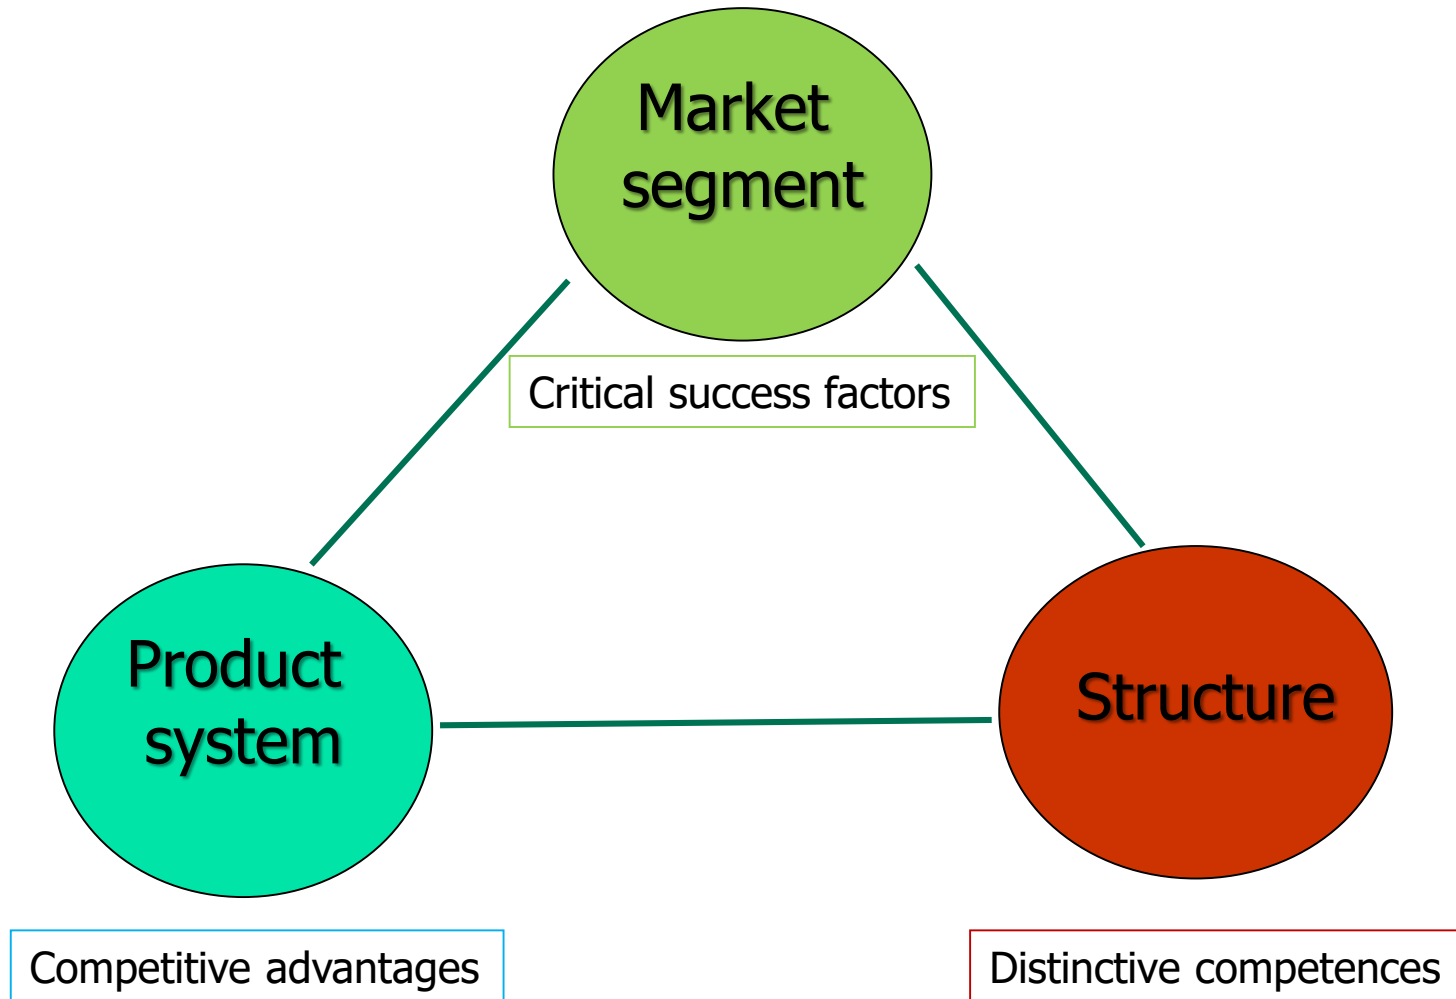 Market
segment
Critical success factors
Product
system
Structure
Competitive advantages
Distinctive competences